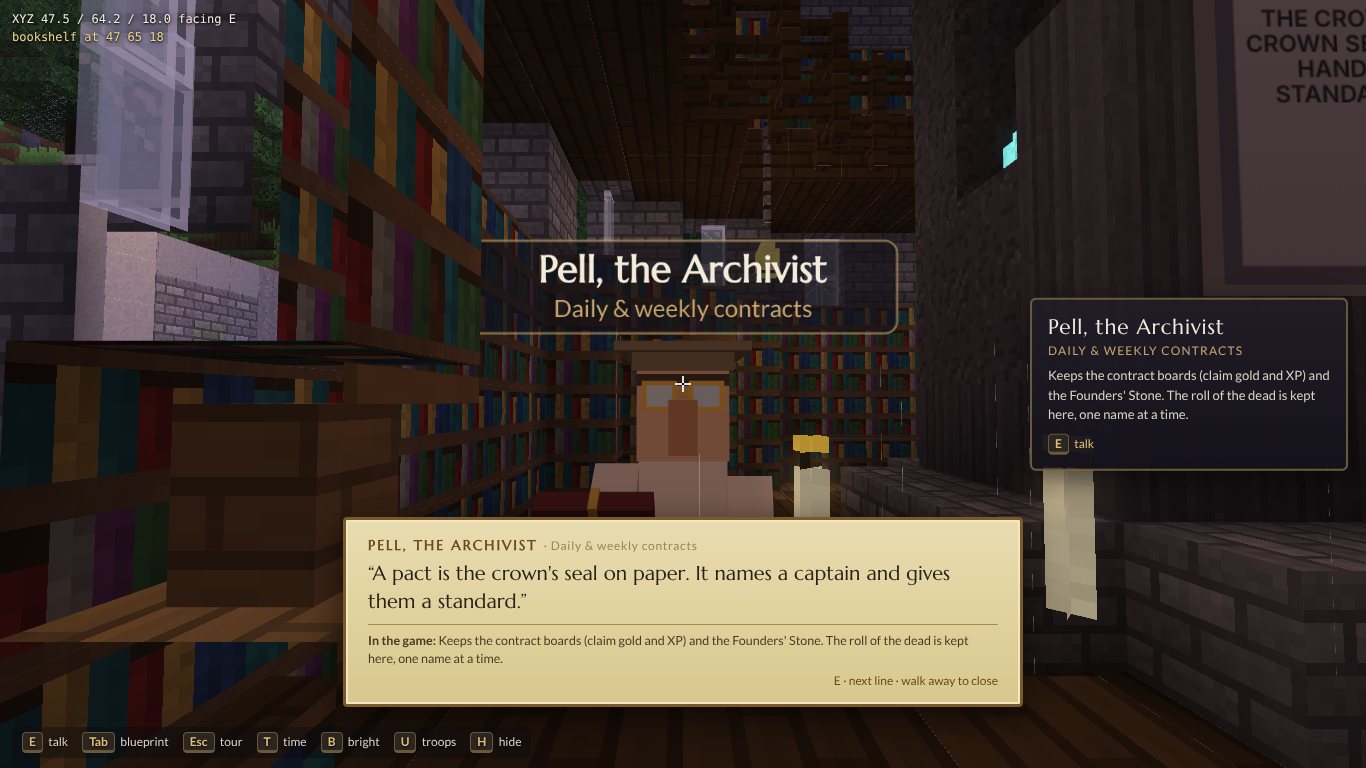 XYZ 47.5 / 64.2 / 18.0 facing E
bookshelf at 47 65 18
THE
CROWN
HAND
Pell, the Archivist
Daily & weekly contracts
Pell, the Archivist
DAILY & WEEKLY CONTRACTS
Keeps the contract boards (claim gold and XP) and
the Founders' Stone. The roll of the dead is kept
here, one name at a time.
E talk
PELL, THE ARCHIVIST · Daily & weekly contracts
“A pact is the crown's seal on paper. It names a captain and gives
them a standard.”
In the game: Keeps the contract boards (claim gold and XP) and the Founders' Stone. The roll of the dead is kept
here, one name at a time.
E · next line · walk away to close
E talk Tab blueprint Esc tour T time B bright U troops H hide